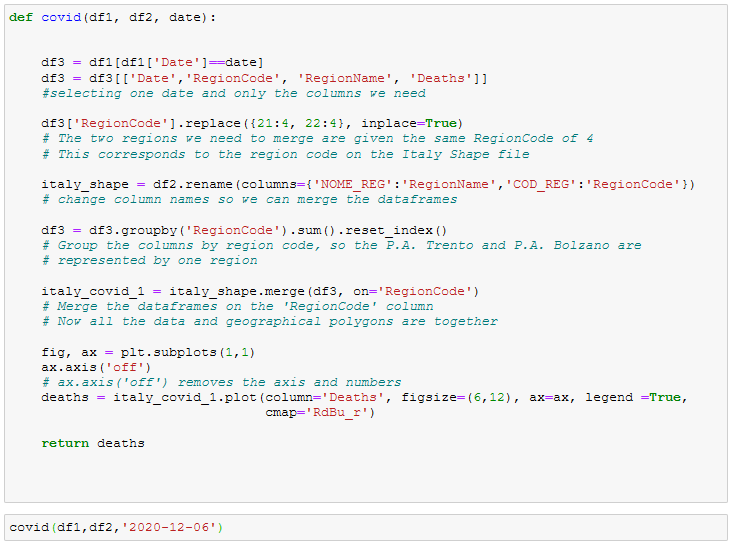 def covid(df1, df2, date):
    df3 = df1[df1['Date']==date]
    df3 = df3[['Date','RegionCode', 'RegionName', 'Deaths']]
    #selecting one date and only the columns we need
    df3['RegionCode'].replace({21:4, 22:4}, inplace=True)
    # The two regions we need to merge are given the same RegionCode of 4
    # This corresponds to the region code on the Italy Shape file
    italy_shape = df2.rename(columns={'NOME_REG':'RegionName','COD_REG':'RegionCode'})
    # change column names so we can merge the dataframes
    df3 = df3.groupby('RegionCode').sum().reset_index()
    # Group the columns by region code, so the P.A. Trento and P.A. Bolzano are
    # represented by one region
    italy_covid_1 = italy_shape.merge(df3, on='RegionCode')
    # Merge the dataframes on the 'RegionCode' column
    # Now all the data and geographical polygons are together
    fig, ax = plt.subplots(1,1)
    ax.axis('off')
    # ax.axis('off') removes the axis and numbers
    deaths = italy_covid_1.plot(column='Deaths', figsize=(6,12), ax=ax, legend =True,
                                cmap='RdBu_r')
    return deaths
covid(df1,df2,'2020-12-06')